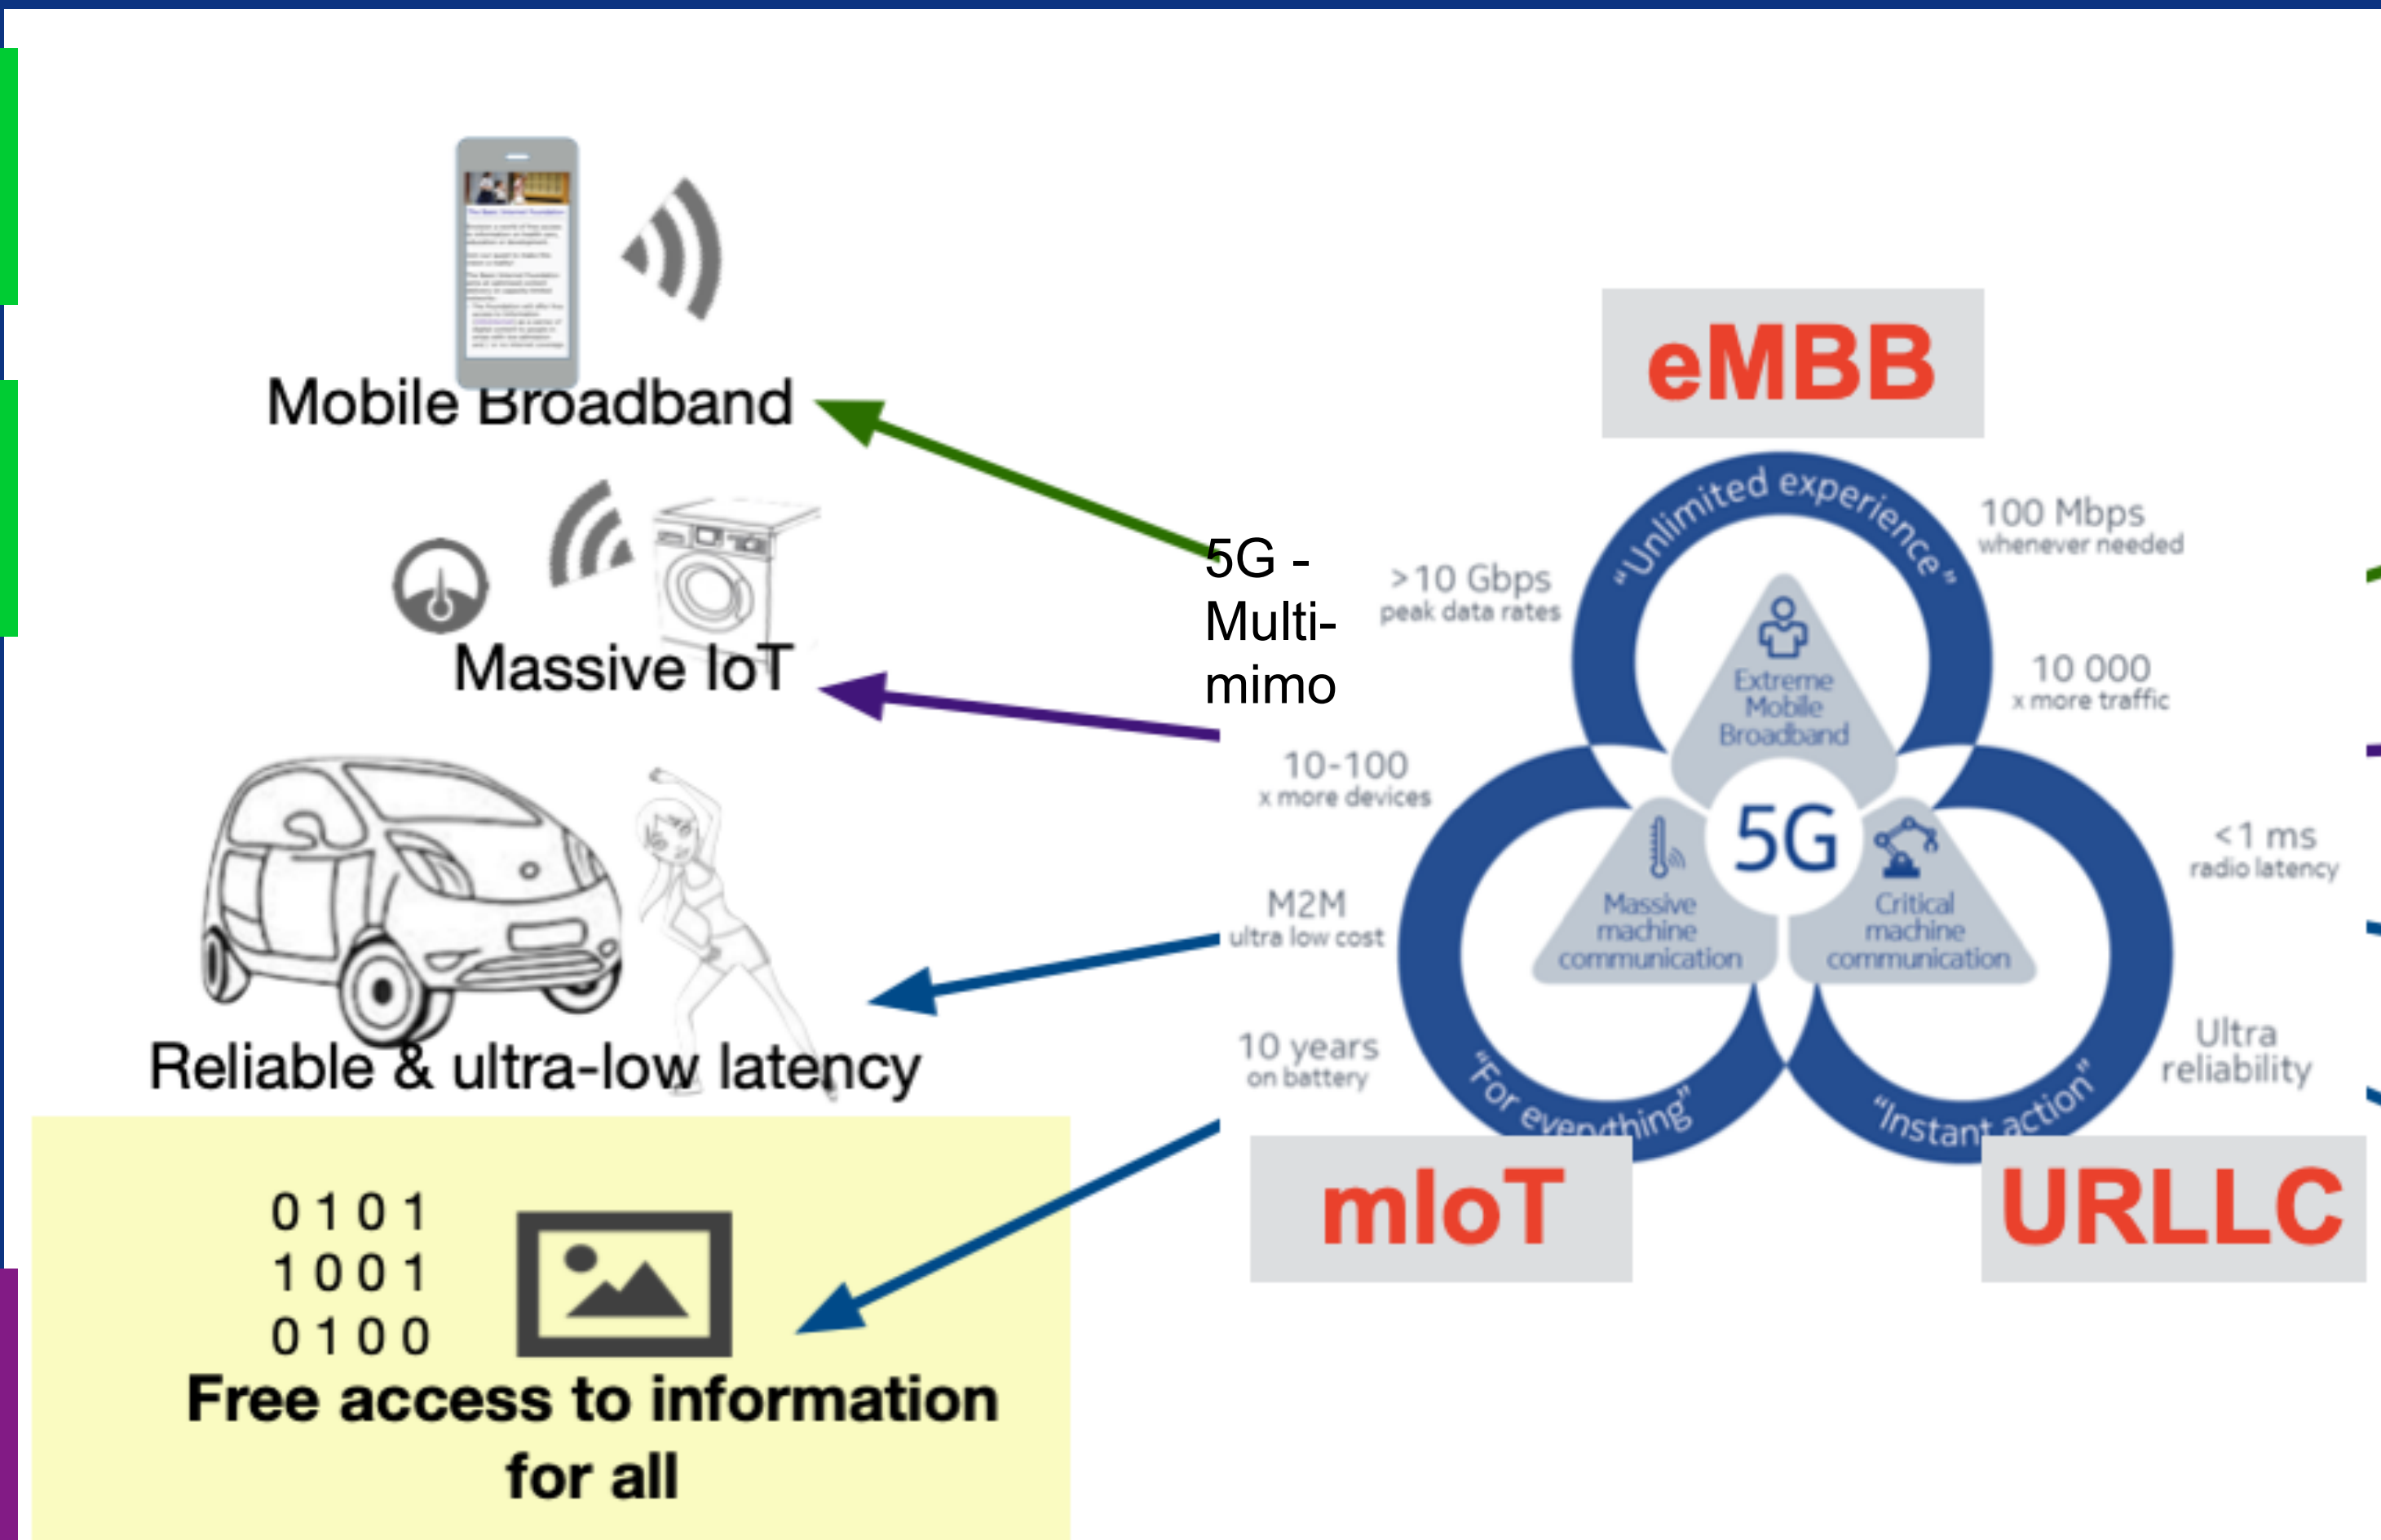 The Basic Internet Foundation
Mobile Broadband
Massive IoT
Reliable & ultra-low latency
0 1 0 1
1 0 0 1
0 1 0 0
Free access to information
for all
5G -
Multi-
mimo
eMBB
“Unlimited experience”
100 Mbps
whenever needed
>10 Gbps
peak data rates
10 000
x more traffic
Extreme
Mobile
Broadband
10-100
x more devices
5G
<1 ms
radio latency
M2M
ultra low cost
Massive
machine
communication
Critical
machine
communication
10 years
on battery
Ultra
reliability
“For everything”
“Instant action”
mIoT
URLLC